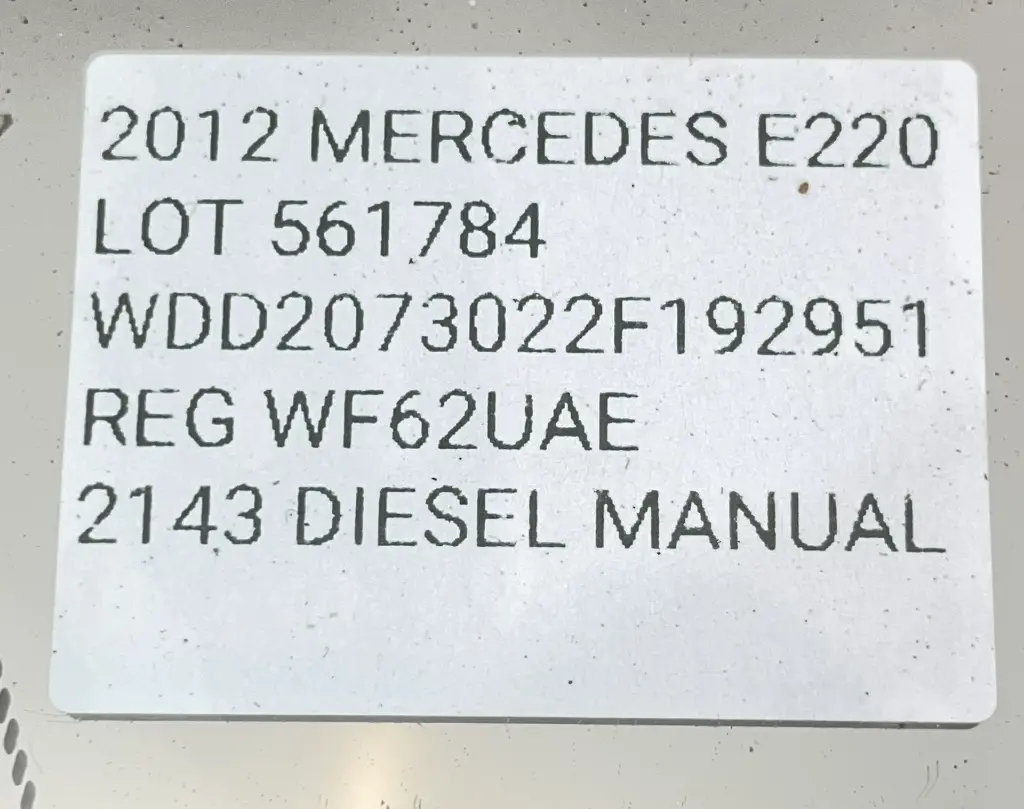 2012 MERCEDES E220
LOT 561784
WDD2073022F192951
REG WF62UAE
2143 DIESEL MANUAL